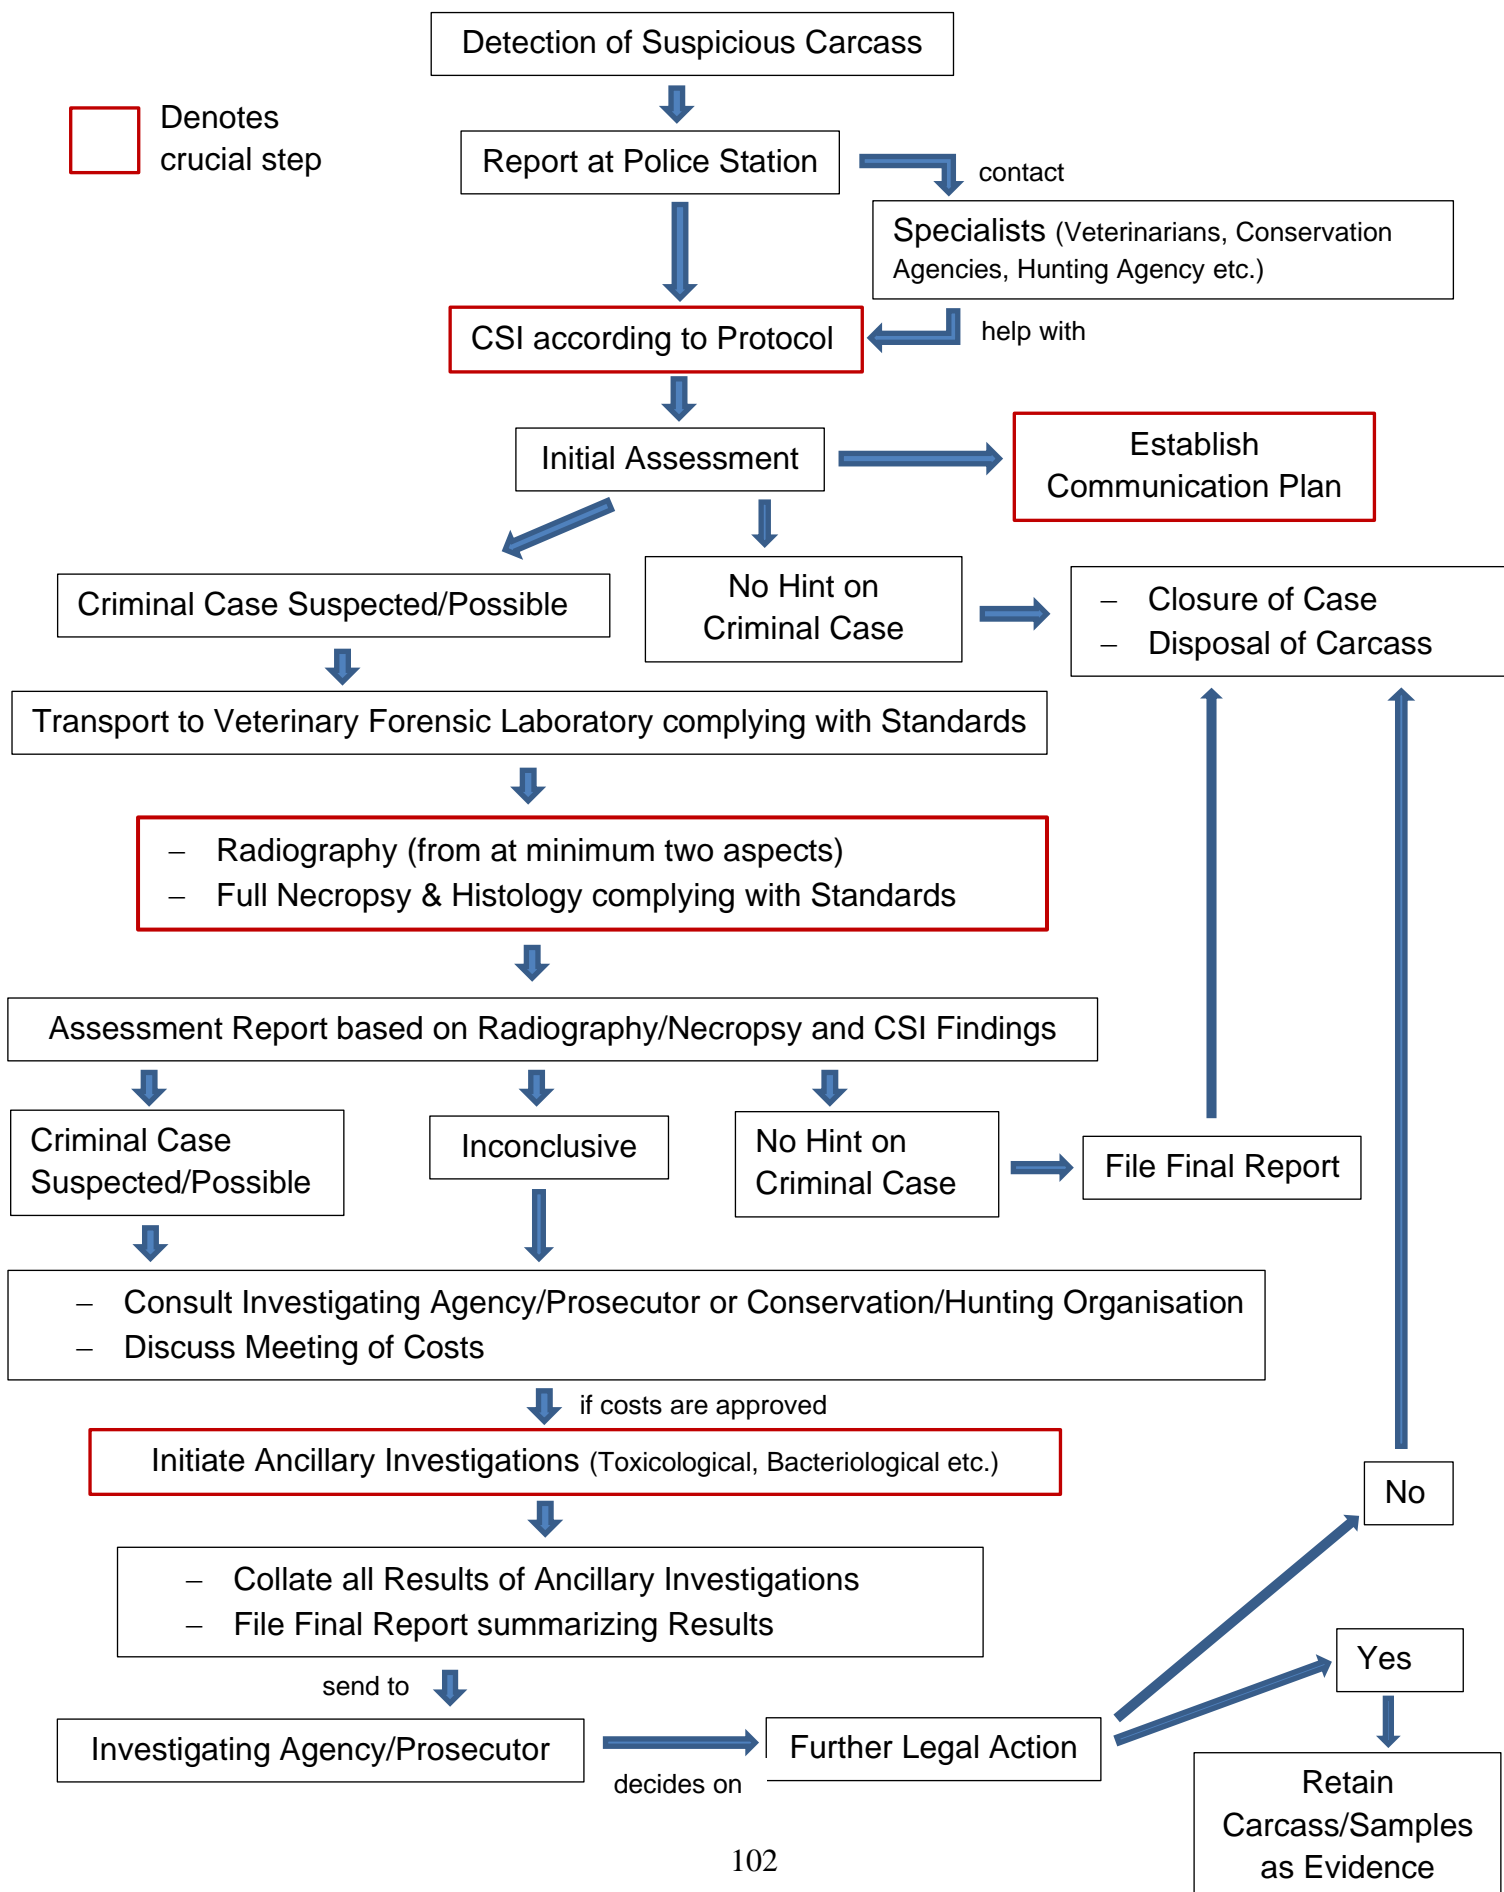 Detection of Suspicious Carcass
Denotes
crucial step
Report at Police Station
contact
Specialists (Veterinarians, Conservation
Agencies, Hunting Agency etc.)
CSI according to Protocol
help with
Initial Assessment
Establish
Communication Plan
Criminal Case Suspected/Possible
No Hint on
Criminal Case
– Closure of Case
– Disposal of Carcass
Transport to Veterinary Forensic Laboratory complying with Standards
– Radiography (from at minimum two aspects)
– Full Necropsy & Histology complying with Standards
Assessment Report based on Radiography/Necropsy and CSI Findings
Criminal Case
Suspected/Possible
Inconclusive
No Hint on
Criminal Case
File Final Report
– Consult Investigating Agency/Prosecutor or Conservation/Hunting Organisation
– Discuss Meeting of Costs
if costs are approved
Initiate Ancillary Investigations (Toxicological, Bacteriological etc.)
No
– Collate all Results of Ancillary Investigations
– File Final Report summarizing Results
send to
Yes
Investigating Agency/Prosecutor
decides on
Further Legal Action
Retain
Carcass/Samples
as Evidence
102